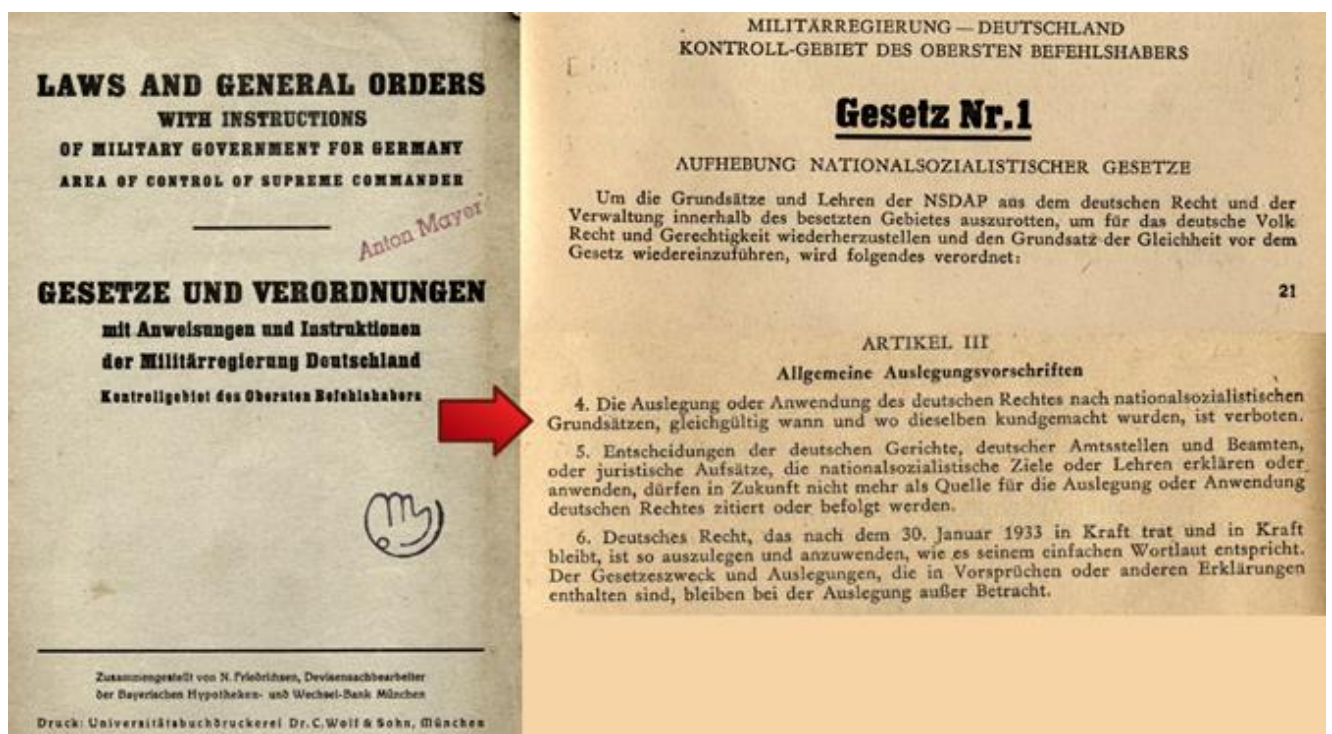 LAWS AND GENERAL ORDERS
WITH INSTRUCTIONS
OF MILITARY GOVERNMENT FOR GERMANY
AREA OF CONTROL OF SUPREME COMMANDER
Anton Mayer
GESETZE UND VERORDNUNGEN
mit Anweisungen und Instruktionen
der Militärregierung Deutschland
Kontrollgebiet des Obersten Befehlshabers
Zusammengestellt von N. Friedrichsen, Devisensachbearbeiter
der Bayerischen Hypotheken- und Wechsel-Bank München
Druck: Universitätsbuchdruckerei Dr. C. Wolf & Sohn, München
MILITÄRREGIERUNG — DEUTSCHLAND
KONTROLL-GEBIET DES OBERSTEN BEFEHLSHABERS
Gesetz Nr. 1
AUFHEBUNG NATIONALSOZIALISTISCHER GESETZE
Um die Grundsätze und Lehren der NSDAP aus dem deutschen Recht und der
Verwaltung innerhalb des besetzten Gebietes auszurotten, um für das deutsche Volk
Recht und Gerechtigkeit wiederherzustellen und den Grundsatz der Gleichheit vor dem
Gesetz wiedereinzuführen, wird folgendes verordnet:
21
ARTIKEL III
Allgemeine Auslegungsvorschriften
4. Die Auslegung oder Anwendung des deutschen Rechtes nach nationalsozialistischen
Grundsätzen, gleichgültig wann und wo dieselben kundgemacht wurden, ist verboten.
5. Entscheidungen der deutschen Gerichte, deutscher Amtsstellen und Beamten,
oder juristische Aufsätze, die nationalsozialistische Ziele oder Lehren erklären oder
anwenden, dürfen in Zukunft nicht mehr als Quelle für die Auslegung oder Anwendung
deutschen Rechtes zitiert oder befolgt werden.
6. Deutsches Recht, das nach dem 30. Januar 1933 in Kraft trat und in Kraft
bleibt, ist so auszulegen und anzuwenden, wie es seinem einfachen Wortlaut entspricht.
Der Gesetzeszweck und Auslegungen, die in Vorsprüchen oder anderen Erklärungen
enthalten sind, bleiben bei der Auslegung außer Betracht.